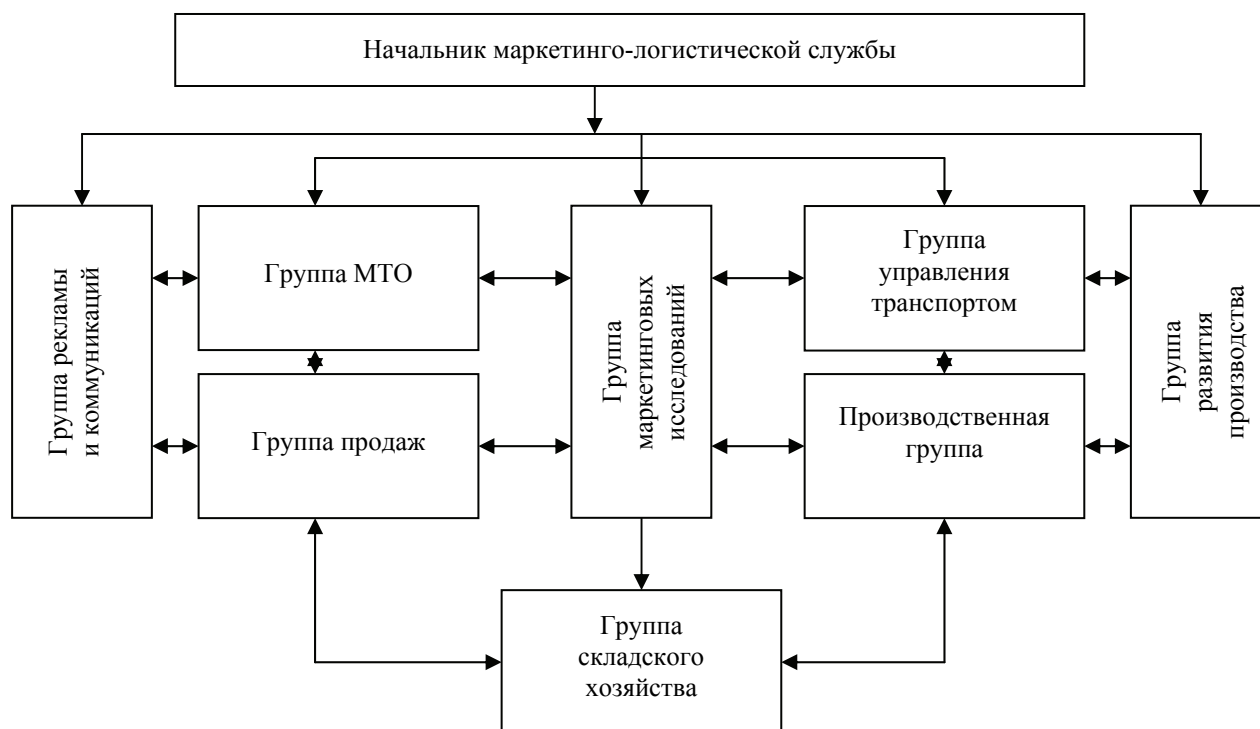 Начальник маркетинго-логистической службы
Группа рекламы
и коммуникаций
Группа МТО
Группа
маркетинговых
исследований
Группа
управления
транспортом
Группа
развития
производства
Группа продаж
Производственная
группа
Группа
складского
хозяйства